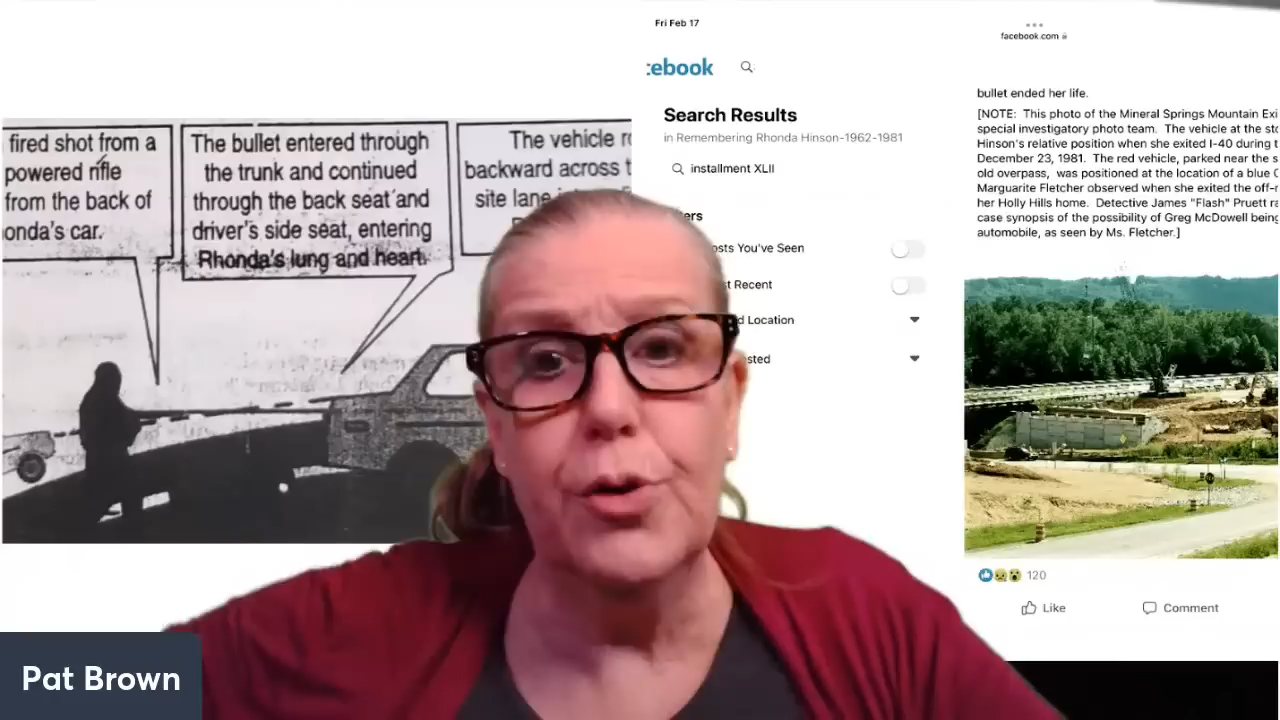 fired shot from a
powered rifle
from the back of
onda's car.
The bullet entered through
the trunk and continued
through the back seat and
driver's side seat, entering
Rhonda's lung and heart.
The vehicle
backward across
site lane
Fri Feb 17
cebook
Search Results
in Remembering Rhonda Hinson-1962-1981
installment XLII
ers
osts You've Seen
t Recent
d Location
sted
facebook.com
bullet ended her life.
[NOTE: This photo of the Mineral Springs Mountain Exi
special investigatory photo team. The vehicle at the sto
Hinson's relative position when she exited I-40 during t
December 23, 1981. The red vehicle, parked near the s
old overpass, was positioned at the location of a blue
Marguarite Fletcher observed when she exited the off-r
her Holly Hills home. Detective James "Flash" Pruett ra
case synopsis of the possibility of Greg McDowell being
automobile, as seen by Ms. Fletcher.]
120
Like
Comment
Pat Brown